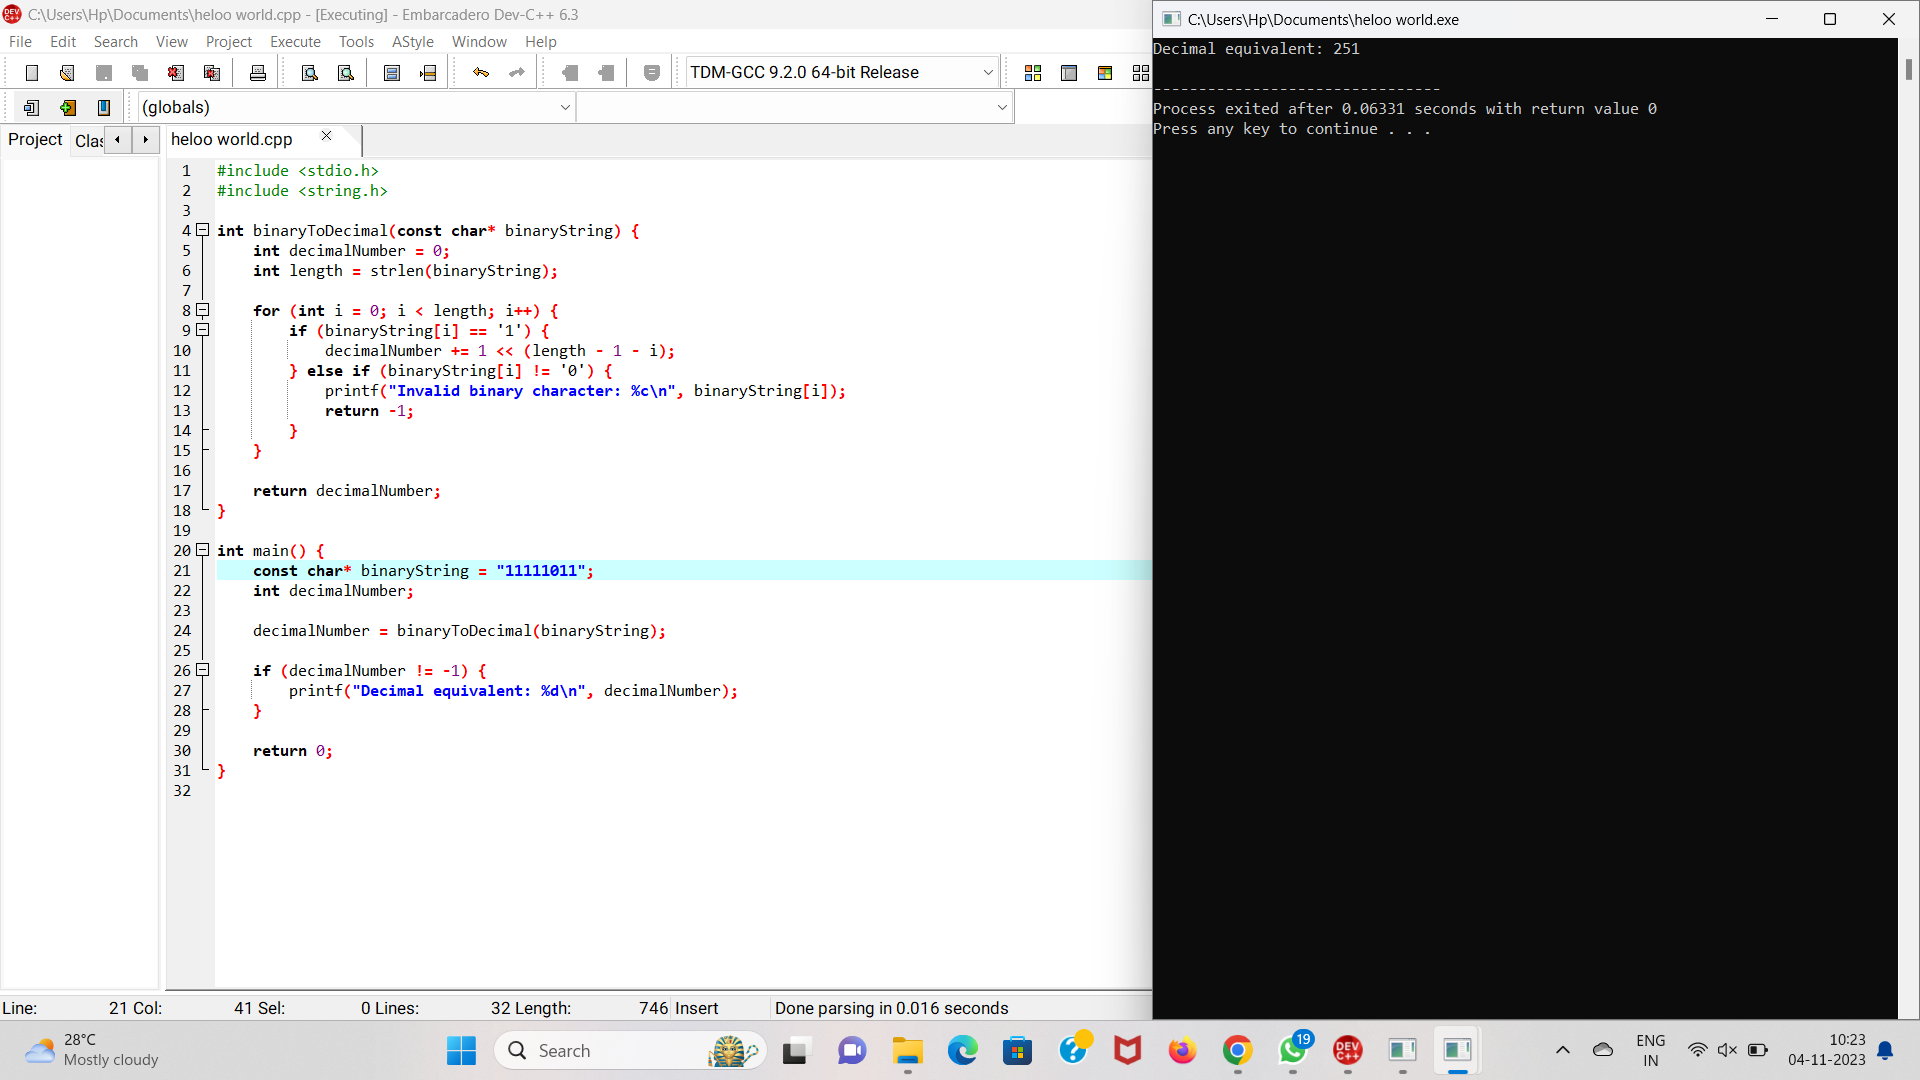 C:\Users\Hp\Documents\heloo world.cpp - [Executing] - Embarcadero Dev-C++ 6.3
File Edit Search View Project Execute Tools AStyle Window Help
TDM-GCC 9.2.0 64-bit Release
(globals)
Project Clas
heloo world.cpp
1 #include <stdio.h>
2 #include <string.h>
3
4 int binaryToDecimal(const char* binaryString) {
5     int decimalNumber = 0;
6     int length = strlen(binaryString);
7
8     for (int i = 0; i < length; i++) {
9         if (binaryString[i] == '1') {
10             decimalNumber += 1 << (length - 1 - i);
11         } else if (binaryString[i] != '0') {
12             printf("Invalid binary character: %c\n", binaryString[i]);
13             return -1;
14         }
15     }
16
17     return decimalNumber;
18 }
19
20 int main() {
21     const char* binaryString = "11111011";
22     int decimalNumber;
23
24     decimalNumber = binaryToDecimal(binaryString);
25
26     if (decimalNumber != -1) {
27         printf("Decimal equivalent: %d\n", decimalNumber);
28     }
29
30     return 0;
31 }
32
Line: 21 Col: 41 Sel: 0 Lines: 32 Length: 746 Insert Done parsing in 0.016 seconds
C:\Users\Hp\Documents\heloo world.exe
Decimal equivalent: 251
--------------------------------
Process exited after 0.06331 seconds with return value 0
Press any key to continue . . .
28°C
Mostly cloudy
Search
19
DEV
C++
ENG
IN
10:23
04-11-2023